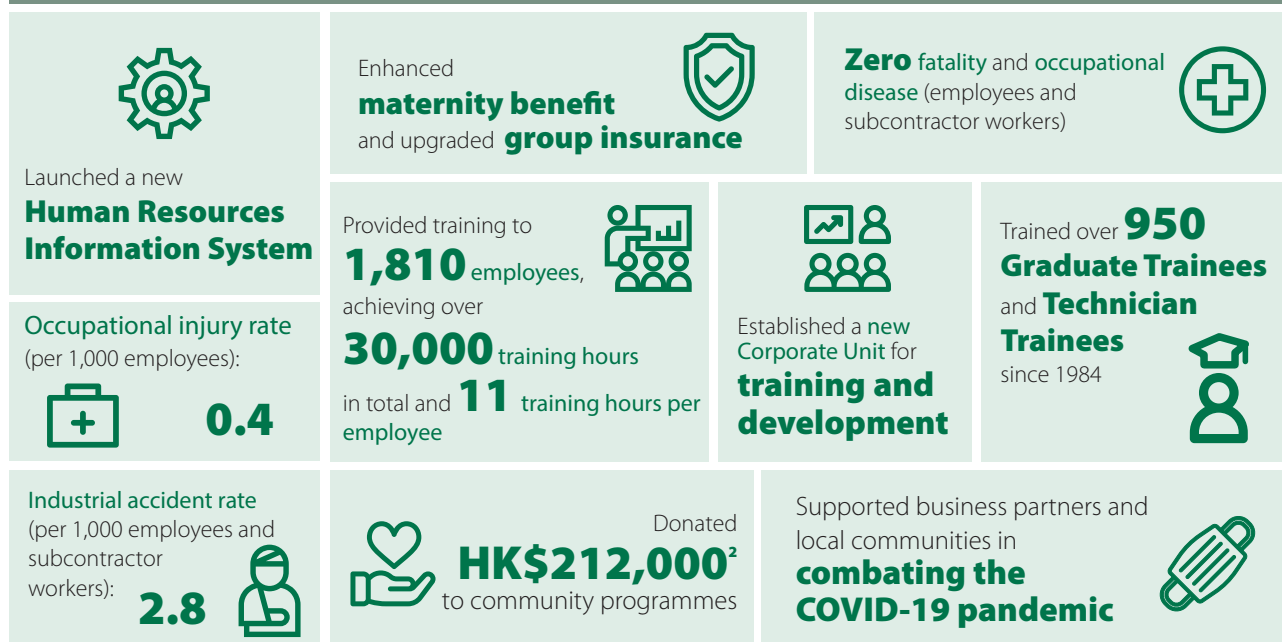 Launched a new
Human Resources
Information System
Enhanced
maternity benefit
and upgraded group insurance
Zero fatality and occupational
disease (employees and
subcontractor workers)
Provided training to
1,810 employees,
achieving over
30,000 training hours
in total and 11 training hours per
employee
Established a new
Corporate Unit for
training and
development
Trained over 950
Graduate Trainees
and Technician
Trainees
since 1984
Occupational injury rate
(per 1,000 employees):
0.4
Industrial accident rate
(per 1,000 employees and
subcontractor
workers):
2.8
Donated
HK$212,000²
to community programmes
Supported business partners and
local communities in
combating the
COVID-19 pandemic